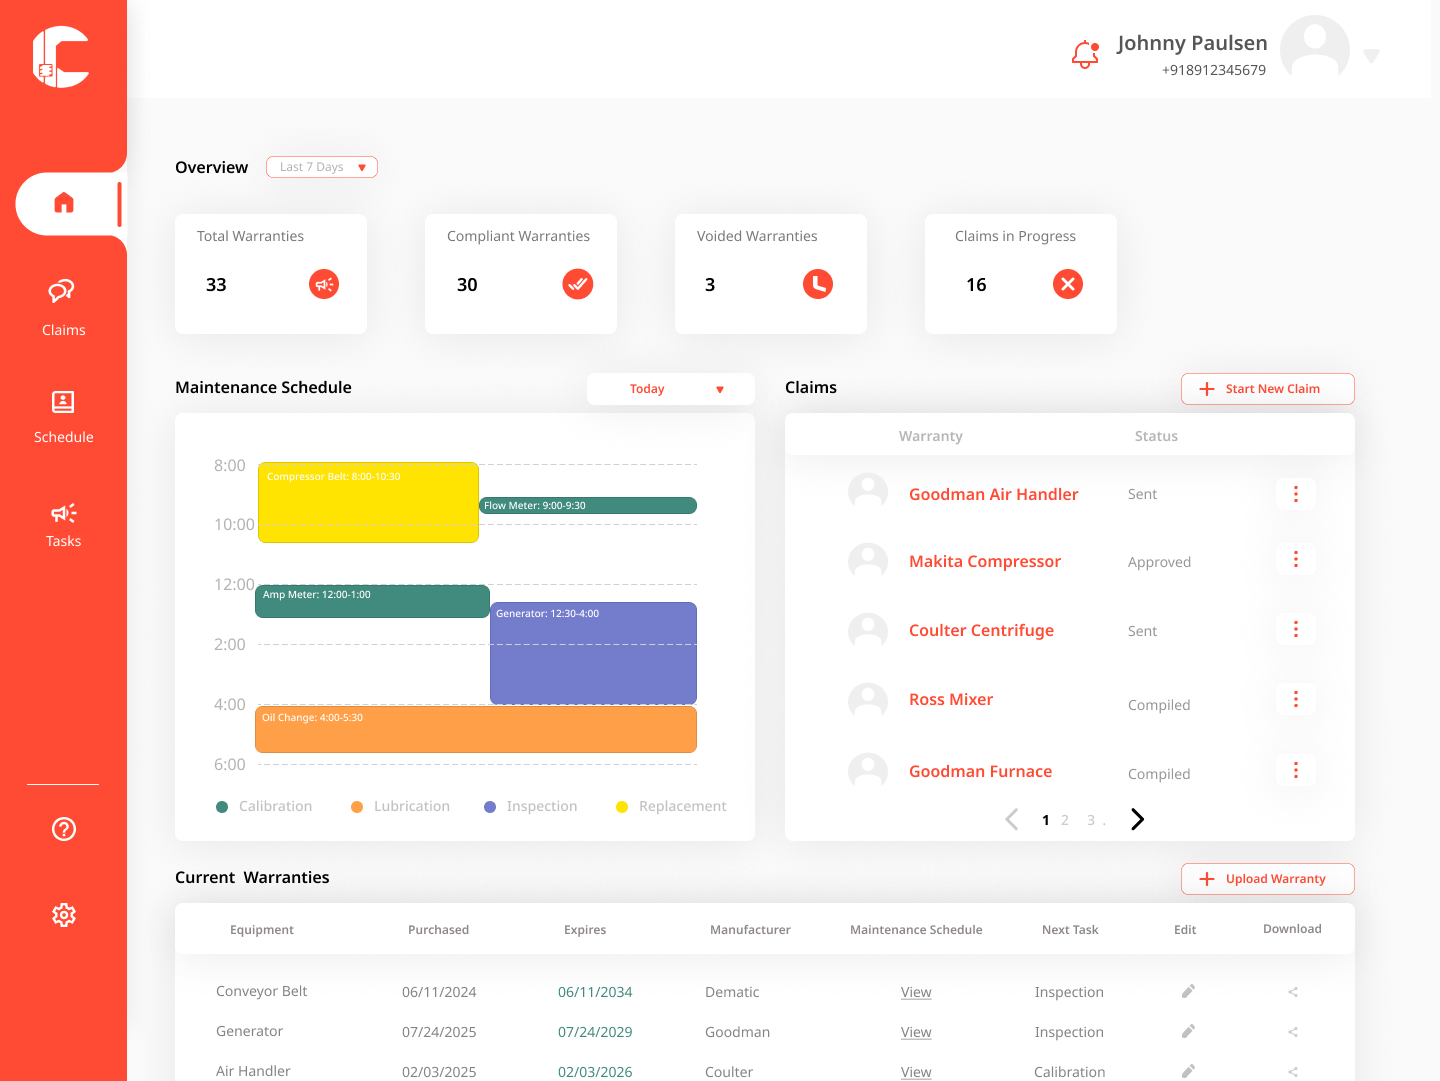 Johnny Paulsen
+918912345679
Overview
Last 7 Days
Total Warranties
33
Compliant Warranties
30
Voided Warranties
3
Claims in Progress
16
Claims
Schedule
Tasks
Maintenance Schedule
Today
8:00
10:00
12:00
2:00
4:00
6:00
Compressor Belt: 8:00-10:30
Flow Meter: 9:00-9:30
Amp Meter: 12:00-1:00
Generator: 12:30-4:00
Oil Change: 4:00-5:30
Calibration
Lubrication
Inspection
Replacement
Claims
Start New Claim
Warranty Status
Goodman Air Handler Sent
Makita Compressor Approved
Coulter Centrifuge Sent
Ross Mixer Compiled
Goodman Furnace Compiled
1 2 3 .
Current Warranties
Upload Warranty
Equipment Purchased Expires Manufacturer Maintenance Schedule Next Task Edit Download
Conveyor Belt 06/11/2024 06/11/2034 Dematic View Inspection
Generator 07/24/2025 07/24/2029 Goodman View Inspection
Air Handler 02/03/2025 02/03/2026 Coulter View Calibration